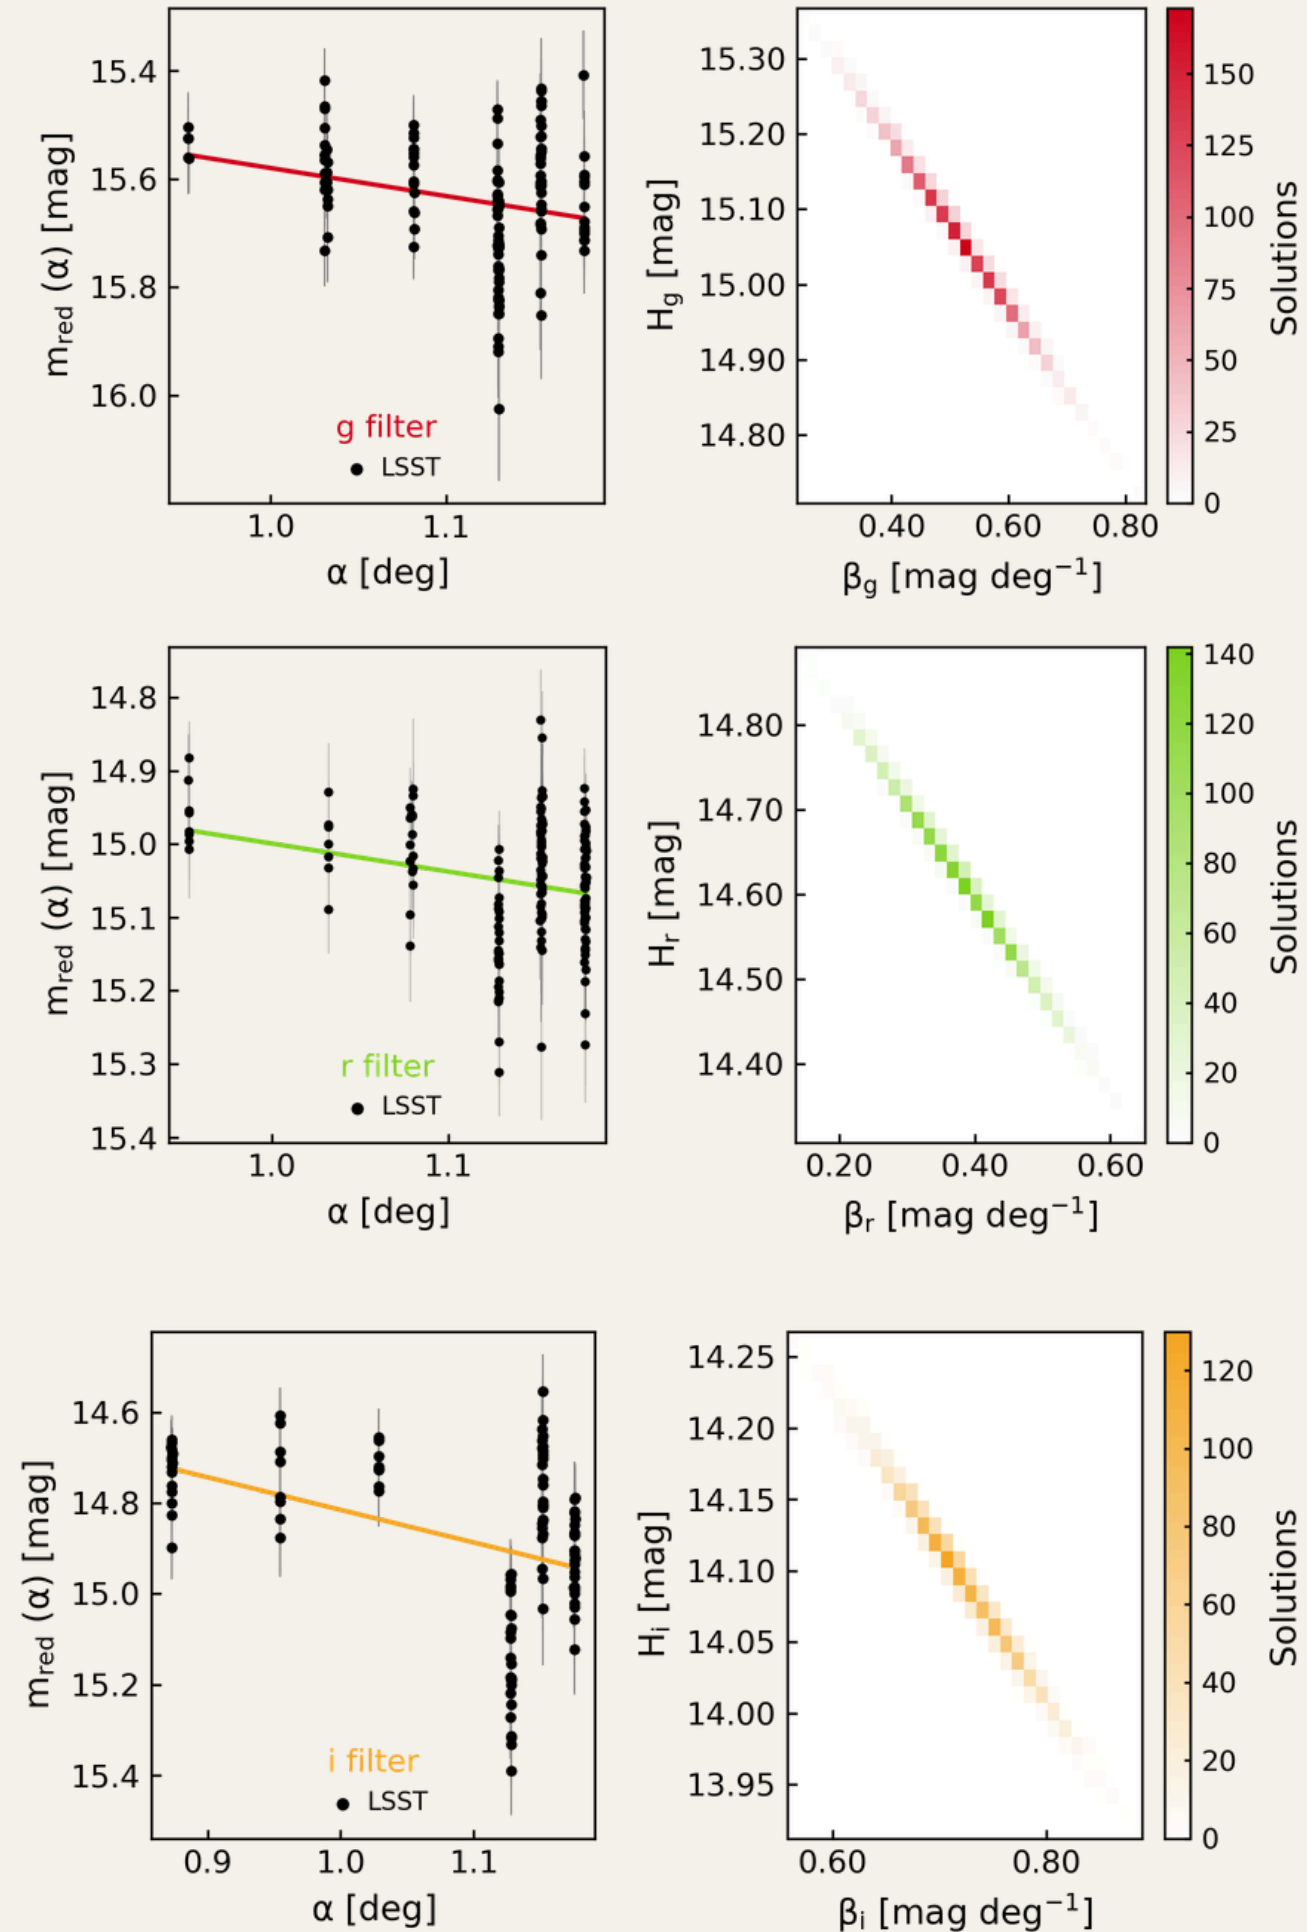 15.4
15.6
15.8
16.0
m_red (α) [mag]
g filter
LSST
1.0 1.1
α [deg]
15.30
15.20
15.10
15.00
14.90
14.80
H_g [mag]
0.40 0.60 0.80
β_g [mag deg⁻¹]
150
125
100
75
50
25
0
Solutions
14.8
14.9
15.0
15.1
15.2
15.3
15.4
m_red (α) [mag]
r filter
LSST
1.0 1.1
α [deg]
14.80
14.70
14.60
14.50
14.40
H_r [mag]
0.20 0.40 0.60
β_r [mag deg⁻¹]
140
120
100
80
60
40
20
0
Solutions
14.6
14.8
15.0
15.2
15.4
m_red (α) [mag]
i filter
LSST
0.9 1.0 1.1
α [deg]
14.25
14.20
14.15
14.10
14.05
14.00
13.95
H_i [mag]
0.60 0.80
β_i [mag deg⁻¹]
120
100
80
60
40
20
0
Solutions